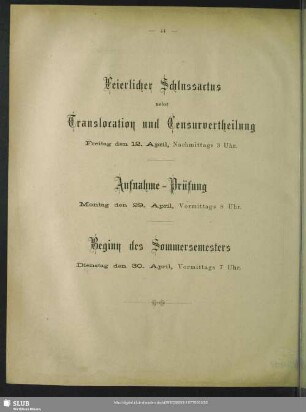 Feierlicher Schlussactus
nebst
Translocation und Censurvertheilung
Freitag den 12. April, Nachmittags 3 Uhr.
Aufnahme-Prüfung
Montag den 29. April, Vormittags 8 Uhr.
Beginn des Sommersemesters
Dienstag den 30. April, Vormittags 7 Uhr.
SLUB